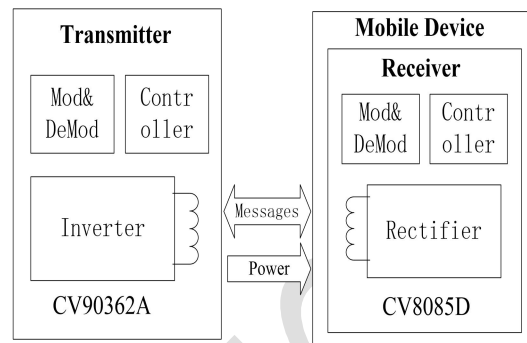 Transmitter
Mod&
DeMod
Contr
oller
Inverter
CV90362A
Messages
Power
Mobile Device
Receiver
Mod&
DeMod
Contr
oller
Rectifier
CV8085D